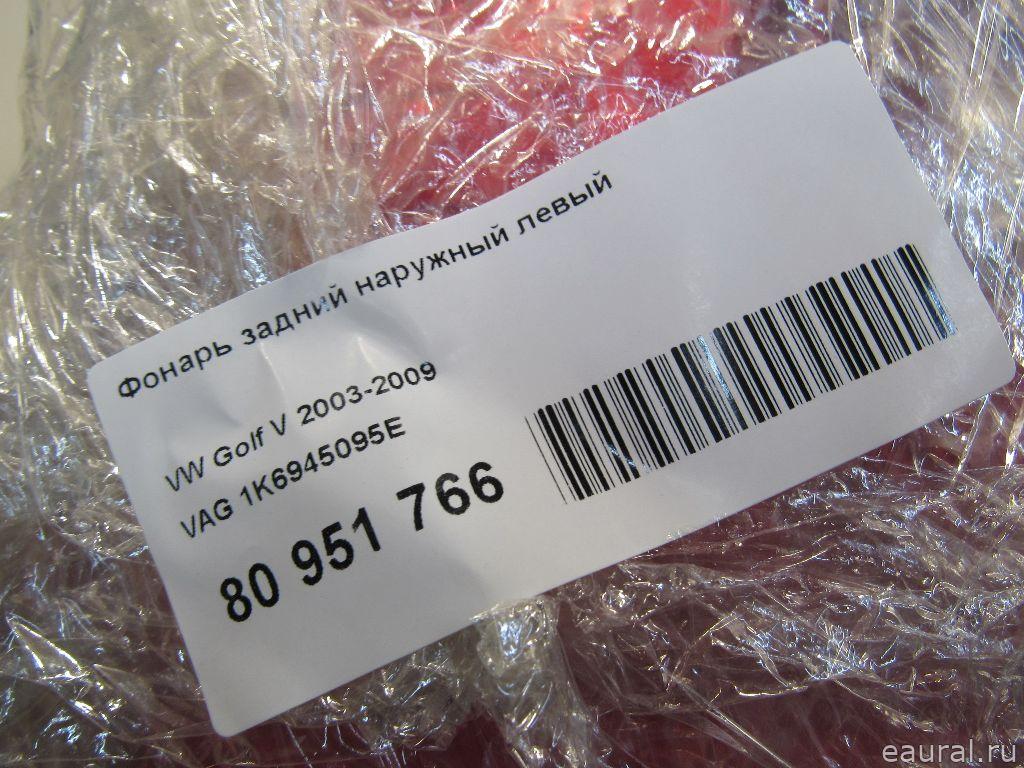 Фонарь задний наружный левый
VW Golf V 2003-2009
VAG 1K6945095E
80 951 766
eaural.ru